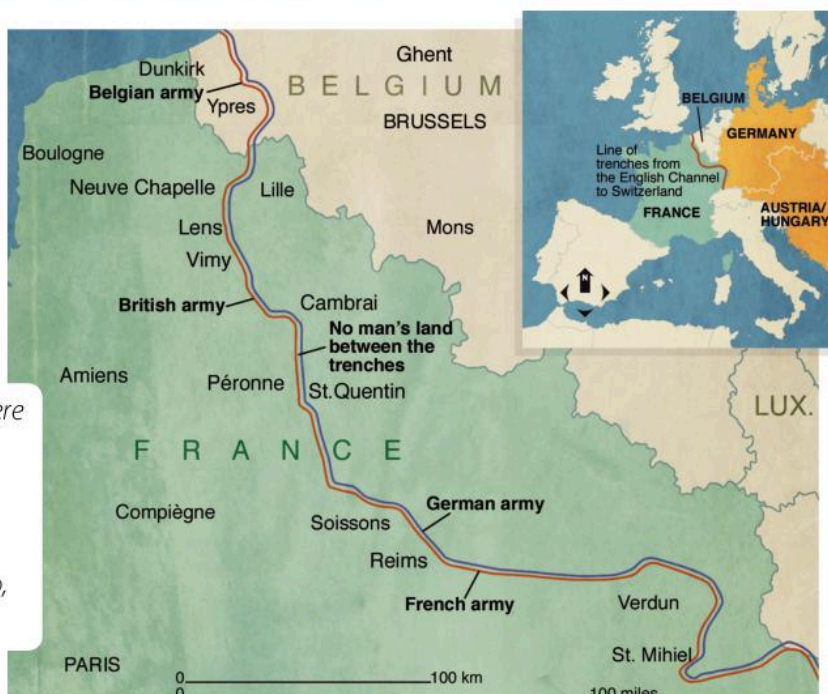 Dunkirk
Belgian army
Ypres
Ghent
BELGIUM
BRUSSELS
Boulogne
Neuve Chapelle
Lille
Lens
Mons
Vimy
British army
Cambrai
No man's land
between the
trenches
Amiens
Péronne
St.Quentin
LUX.
FRANCE
Compiègne
Soissons
German army
Reims
French army
Verdun
St. Mihiel
PARIS
0 100 km
0 100 miles
BELGIUM
GERMANY
Line of
trenches from
the English Channel
to Switzerland
FRANCE
AUSTRIA/
HUNGARY
N